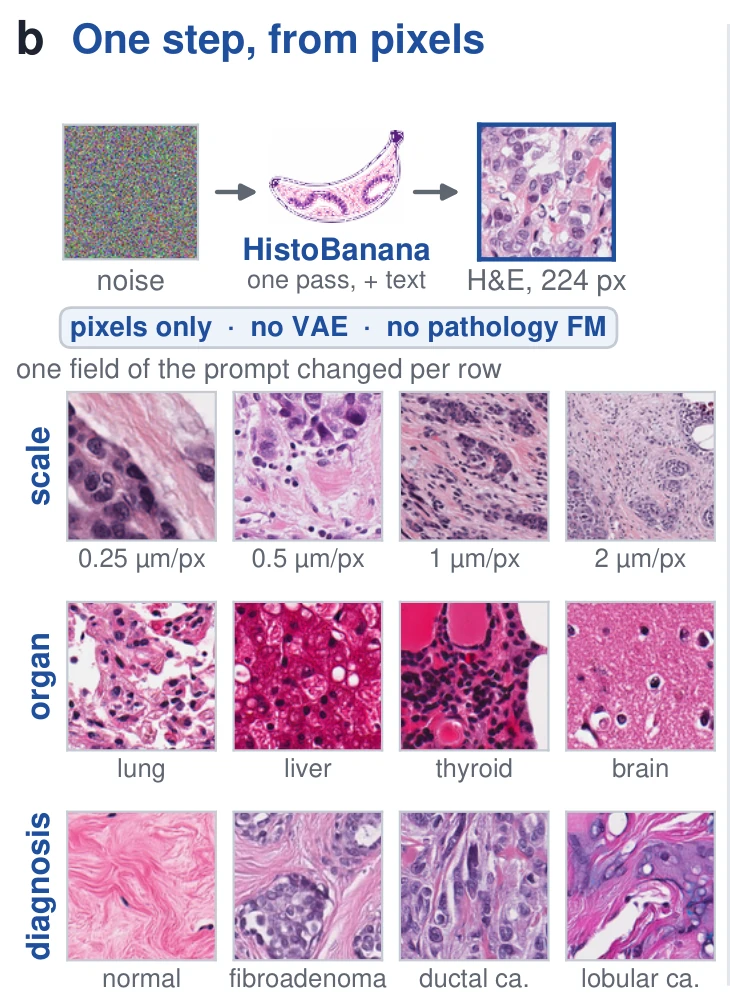 b One step, from pixels
HistoBanana
noise one pass, + text H&E, 224 px
pixels only · no VAE · no pathology FM
one field of the prompt changed per row
scale
0.25 µm/px 0.5 µm/px 1 µm/px 2 µm/px
organ
lung liver thyroid brain
diagnosis
normal fibroadenoma ductal ca. lobular ca.